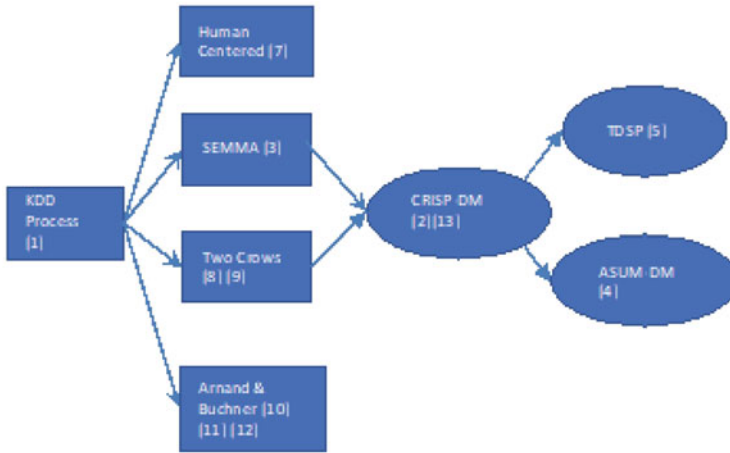 Human
Centered [7]
SEMMA [3]
KDD
Process
[1]
Two Crows
[8] [9]
Arnand &
Buchner [10]
[11] [12]
CRISP-DM
[2][13]
TDSP [5]
ASUM-DM
[4]